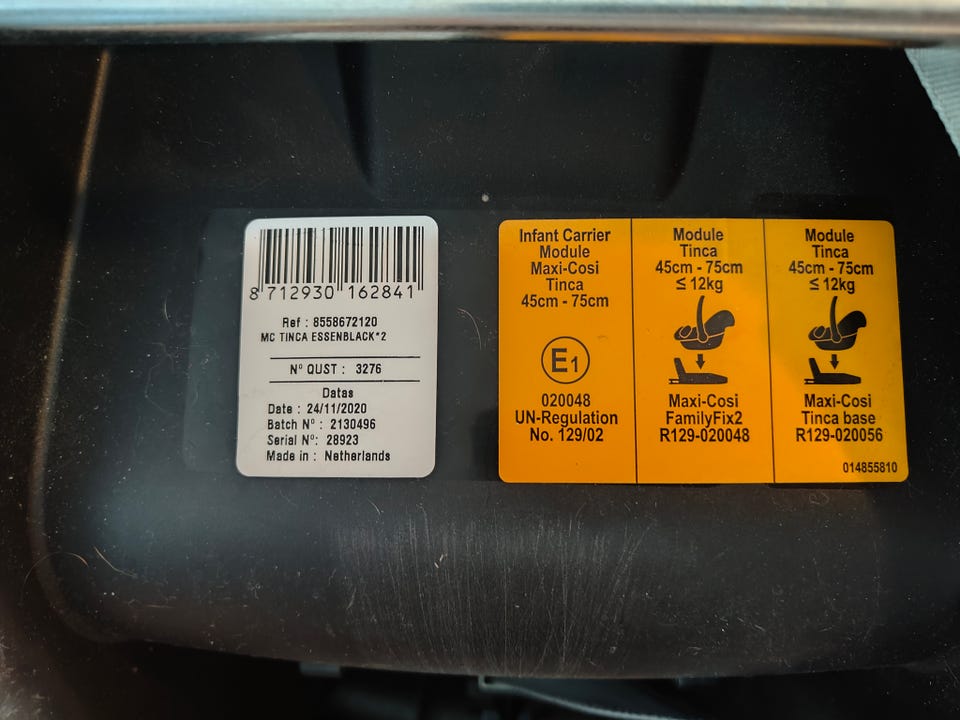 8 712930 162841
Ref : 8558672120
MC TINCA ESSENBLACK*2
Nº QUST : 3276
Datas
Date : 24/11/2020
Batch Nº : 2130496
Serial Nº: 28923
Made in : Netherlands
Infant Carrier
Module
Maxi-Cosi
Tinca
45cm - 75cm
E1
020048
UN-Regulation
No. 129/02
Module
Tinca
45cm - 75cm
≤ 12kg
Maxi-Cosi
FamilyFix2
R129-020048
Module
Tinca
45cm - 75cm
≤ 12kg
Maxi-Cosi
Tinca base
R129-020056
014855810